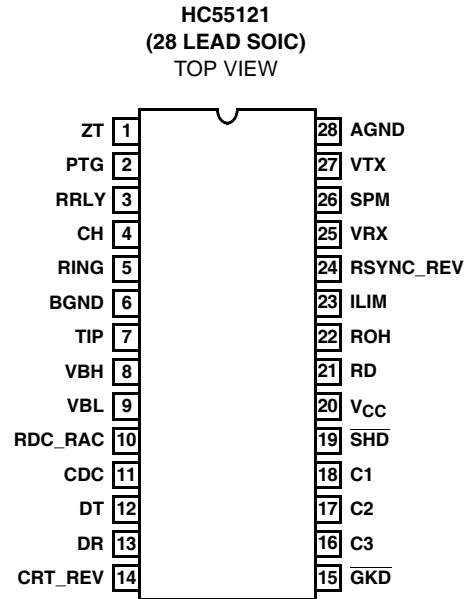 HC55121
(28 LEAD SOIC)
TOP VIEW
ZT 1 28 AGND
PTG 2 27 VTX
RRLY 3 26 SPM
CH 4 25 VRX
RING 5 24 RSYNC_REV
BGND 6 23 ILIM
TIP 7 22 ROH
VBH 8 21 RD
VBL 9 20 VCC
RDC_RAC 10 19 SHD
CDC 11 18 C1
DT 12 17 C2
DR 13 16 C3
CRT_REV 14 15 GKD